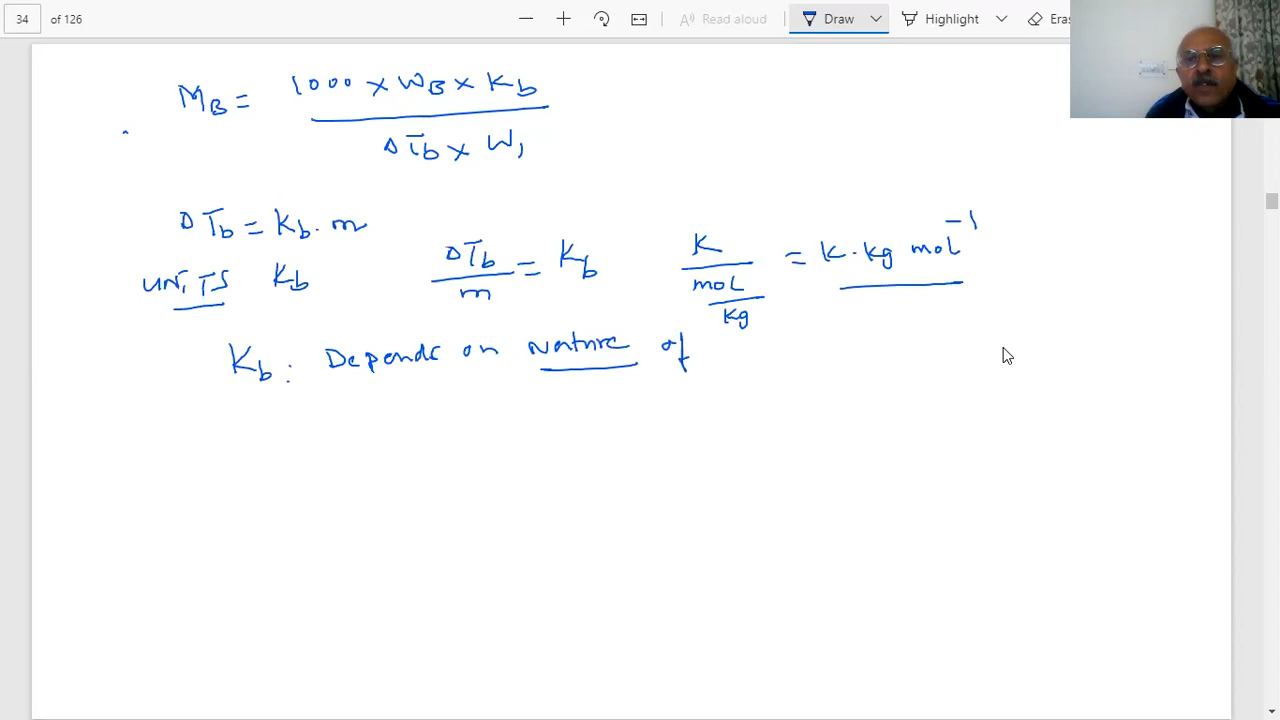 34 of 126
Read aloud
Draw
Highlight
Eras
M_B = 1000 × W_B × K_b
ΔT_b × W_1
ΔT_b = K_b . m
UNITS K_b
ΔT_b / m = K_b
K / mol / kg = K . kg mol^-1
K_b : Depends on Nature of